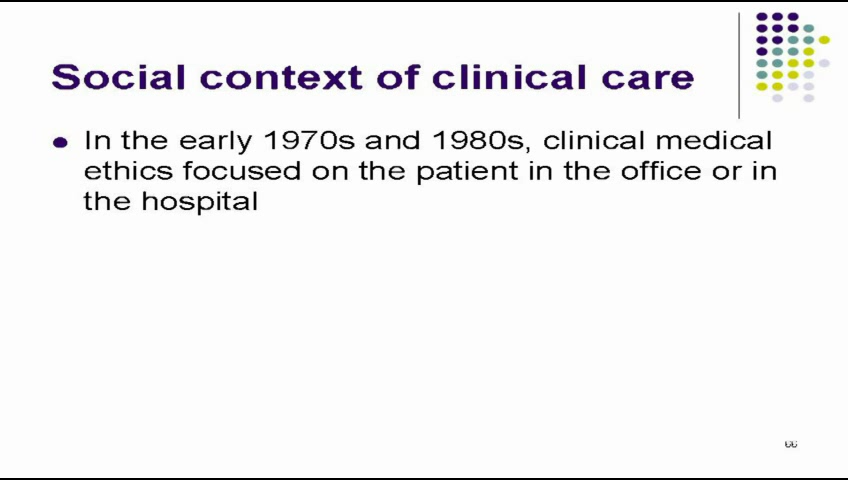 Social context of clinical care
In the early 1970s and 1980s, clinical medical
ethics focused on the patient in the office or in
the hospital